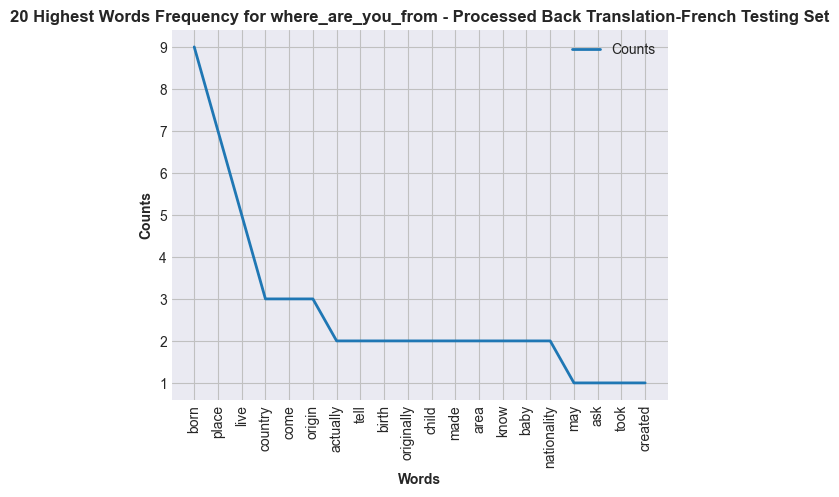 20 Highest Words Frequency for where_are_you_from - Processed Back Translation-French Testing Set
Counts
9
8
7
6
5
4
3
2
1
Counts
born
place
live
country
come
origin
actually
tell
birth
originally
child
made
area
know
baby
nationality
may
ask
took
created
Words